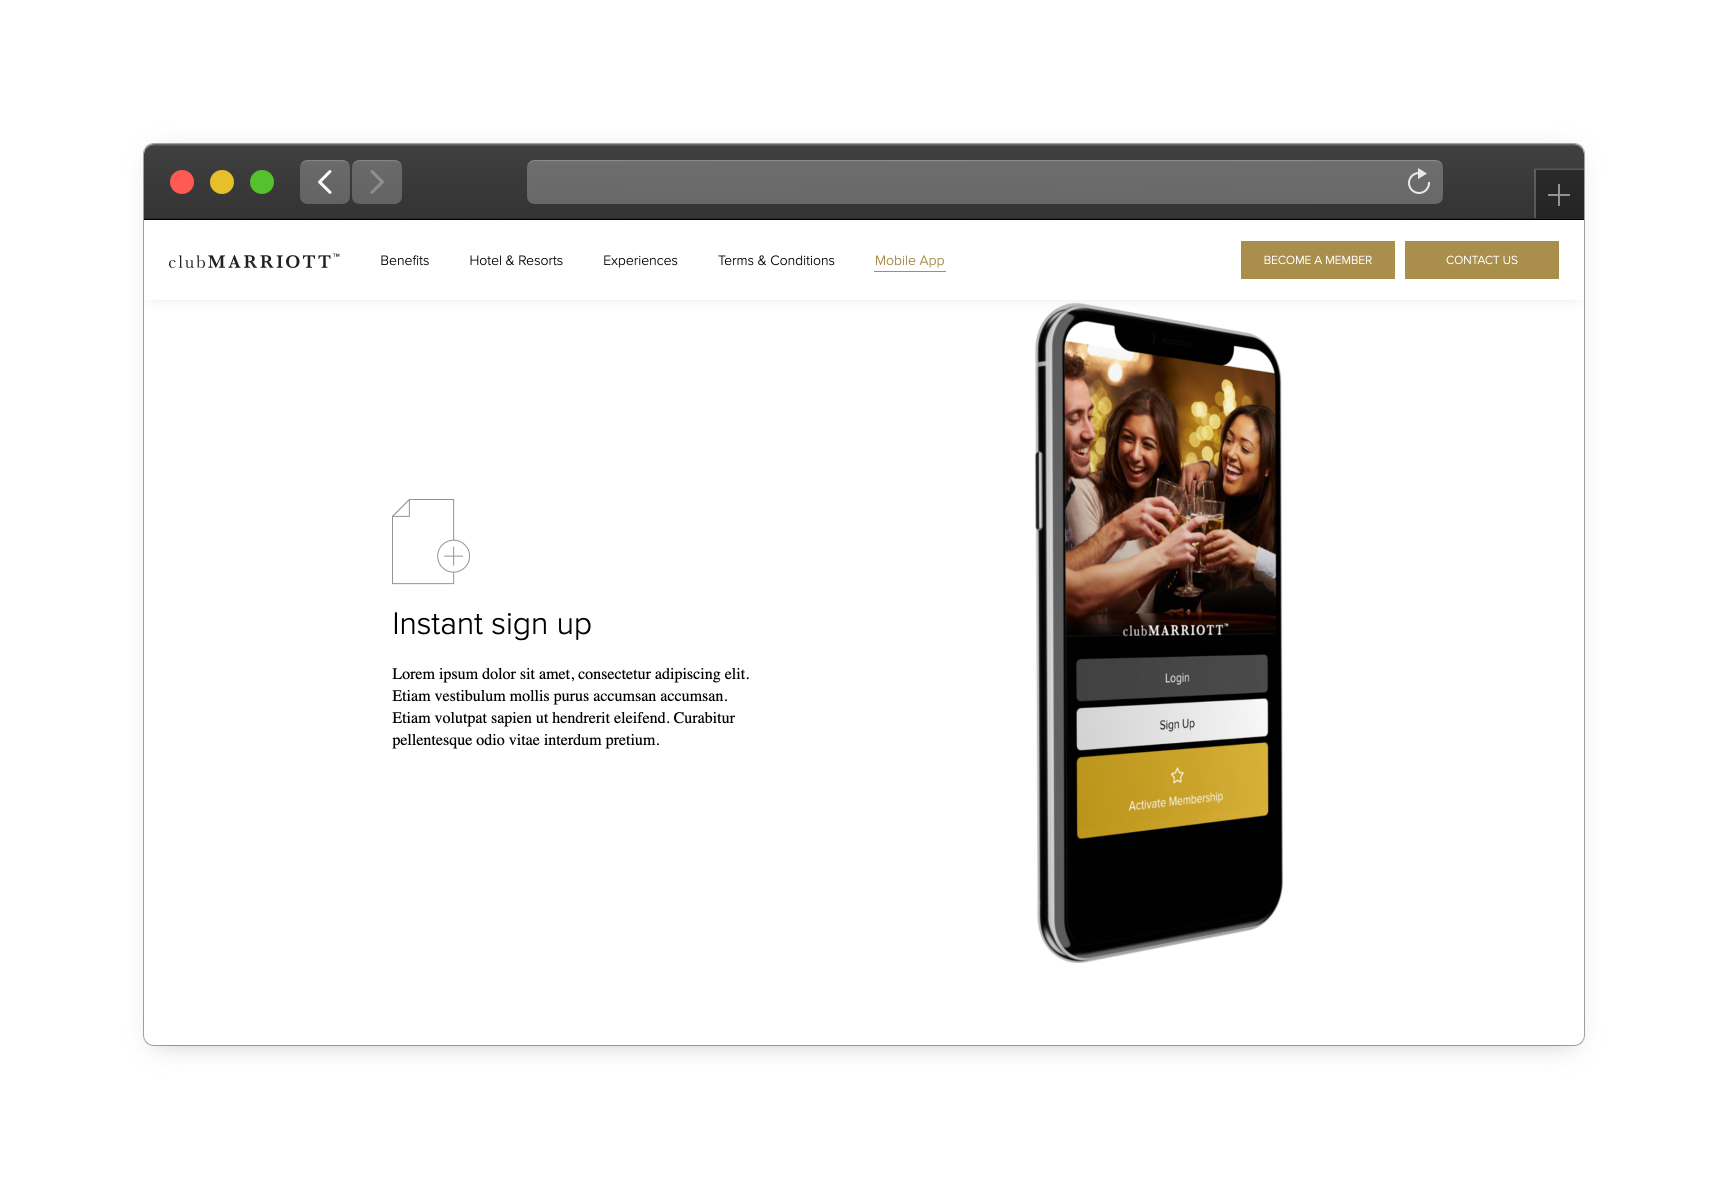 clubMARRIOTT™
Benefits
Hotel & Resorts
Experiences
Terms & Conditions
Mobile App
BECOME A MEMBER
CONTACT US
Instant sign up
Lorem ipsum dolor sit amet, consectetur adipiscing elit.
Etiam vestibulum mollis purus accumsan accumsan.
Etiam volutpat sapien ut hendrerit eleifend. Curabitur
pellentesque odio vitae interdum pretium.
clubMARRIOTT™
Login
Sign Up
Activate Membership